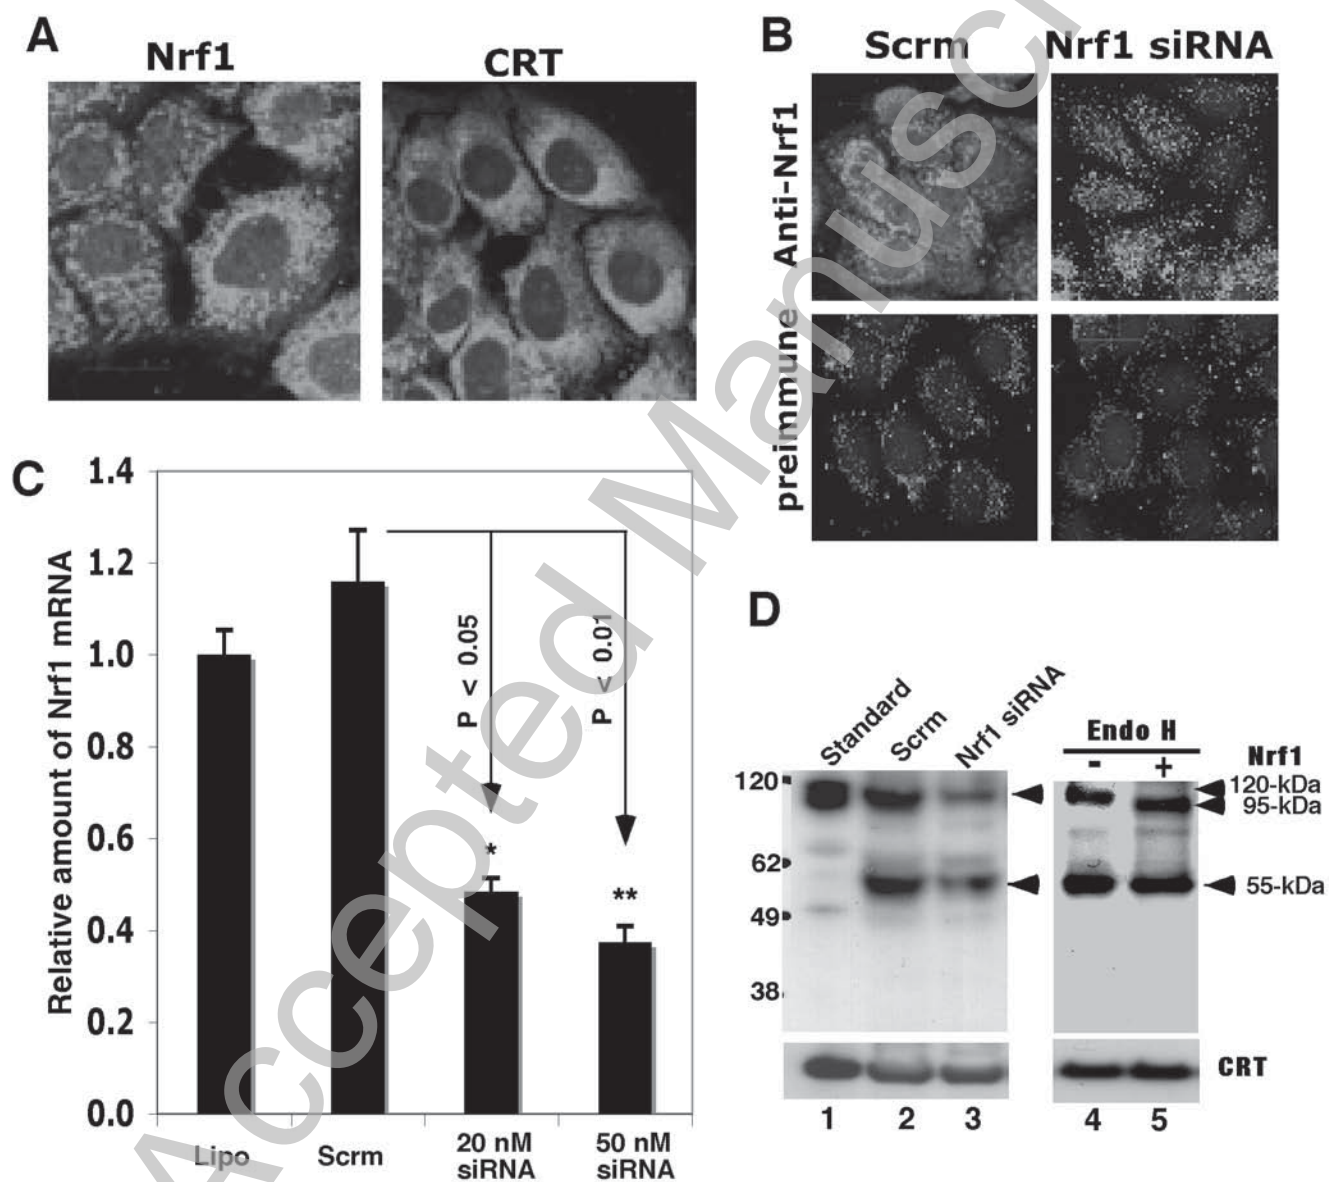 A
Nrf1
CRT
B
Scrm
Nrf1 siRNA
Anti-Nrf1
preimmune
C
Relative amount of Nrf1 mRNA
1.4
1.2
1.0
0.8
0.6
0.4
0.2
0.0
P < 0.05
P < 0.01
*
**
Lipo
Scrm
20 nM
siRNA
50 nM
siRNA
D
Standard
Scrm
Nrf1 siRNA
120
62
49
38
Endo H
- +
Nrf1
120-kDa
95-kDa
55-kDa
CRT
1 2 3 4 5
Accepted Manusc